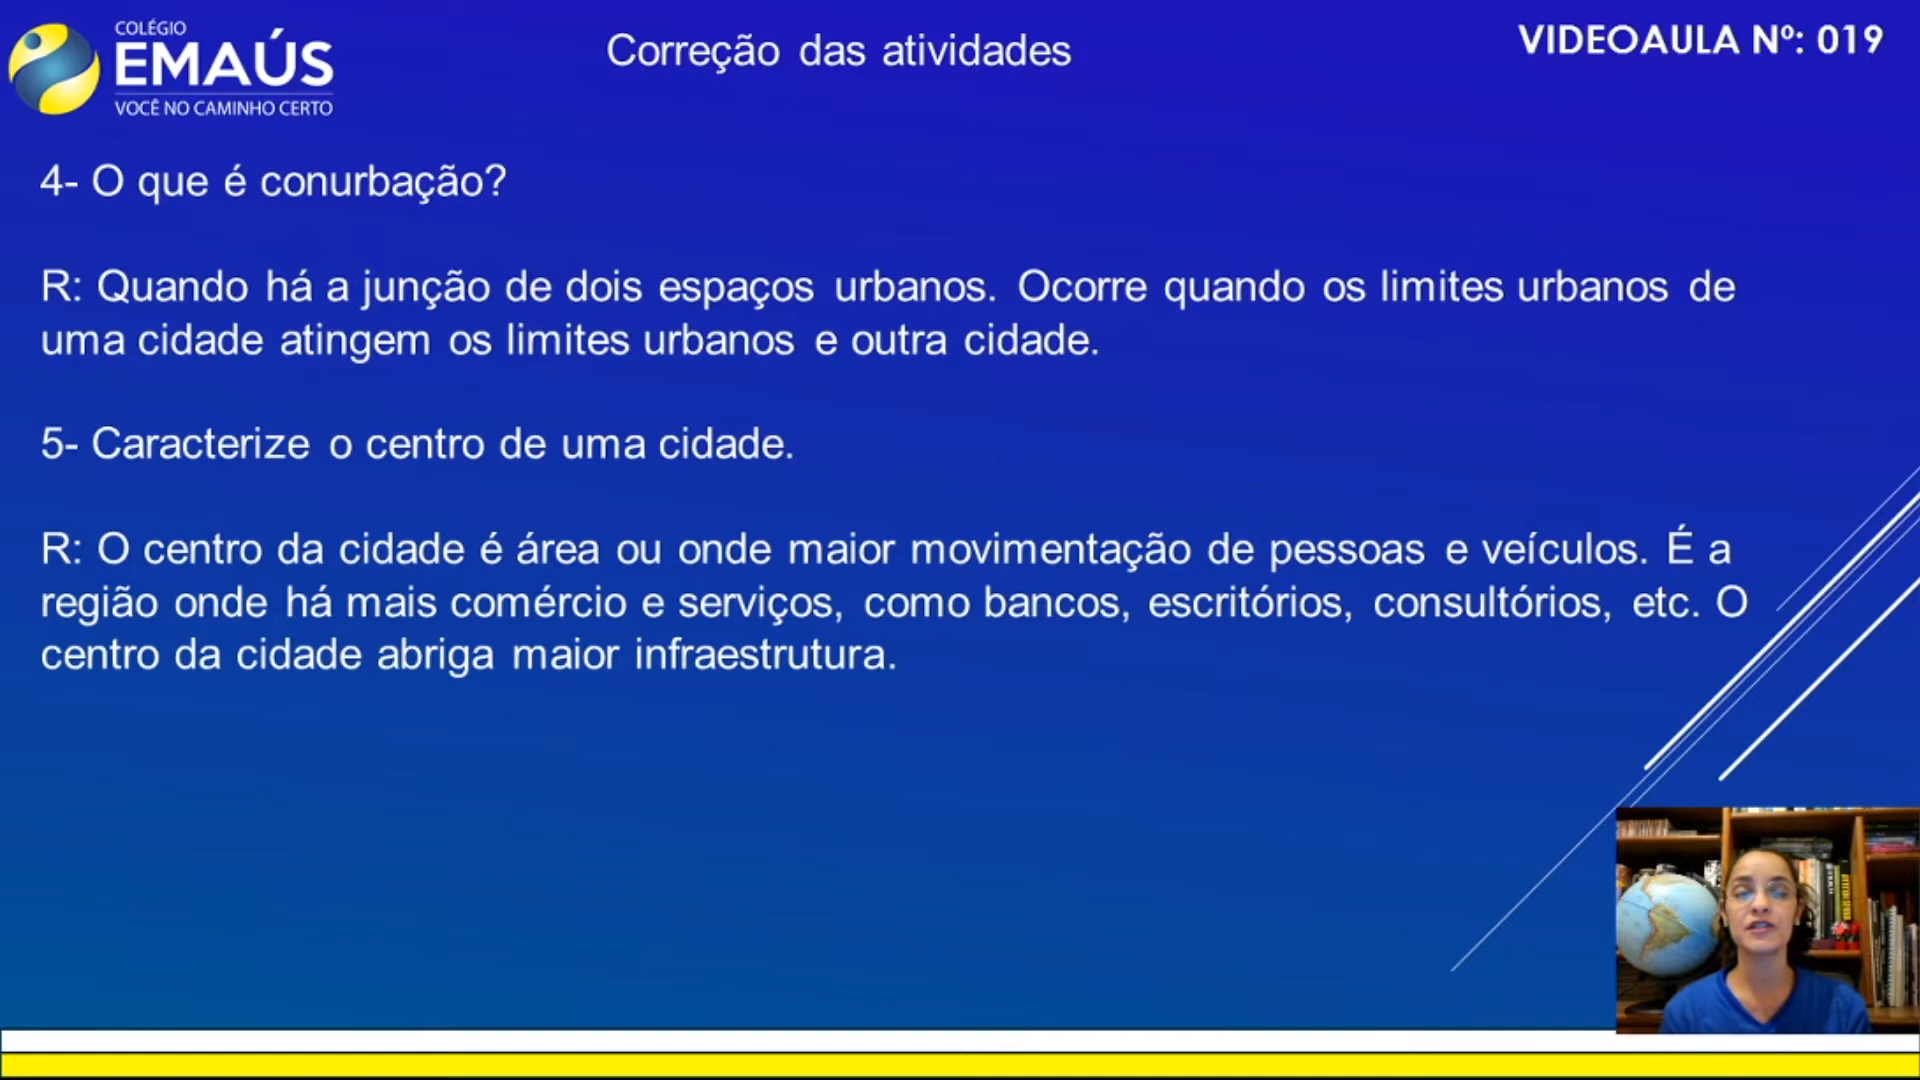 COLÉGIO
EMAÚS
VOCÊ NO CAMINHO CERTO
Correção das atividades
VIDEOAULA Nº: 019
4- O que é conurbação?
R: Quando há a junção de dois espaços urbanos. Ocorre quando os limites urbanos de
uma cidade atingem os limites urbanos e outra cidade.
5- Caracterize o centro de uma cidade.
R: O centro da cidade é área ou onde maior movimentação de pessoas e veículos. É a
região onde há mais comércio e serviços, como bancos, escritórios, consultórios, etc. O
centro da cidade abriga maior infraestrutura.